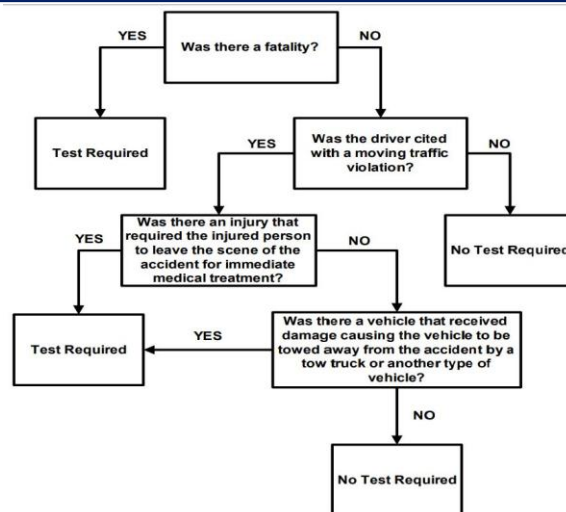 YES
Was there a fatality?
NO
Test Required
YES
Was the driver cited
with a moving traffic
violation?
NO
YES
Was there an injury that
required the injured person
to leave the scene of the
accident for immediate
medical treatment?
NO
No Test Required
Test Required
YES
Was there a vehicle that received
damage causing the vehicle to be
towed away from the accident by a
tow truck or another type of
vehicle?
NO
No Test Required